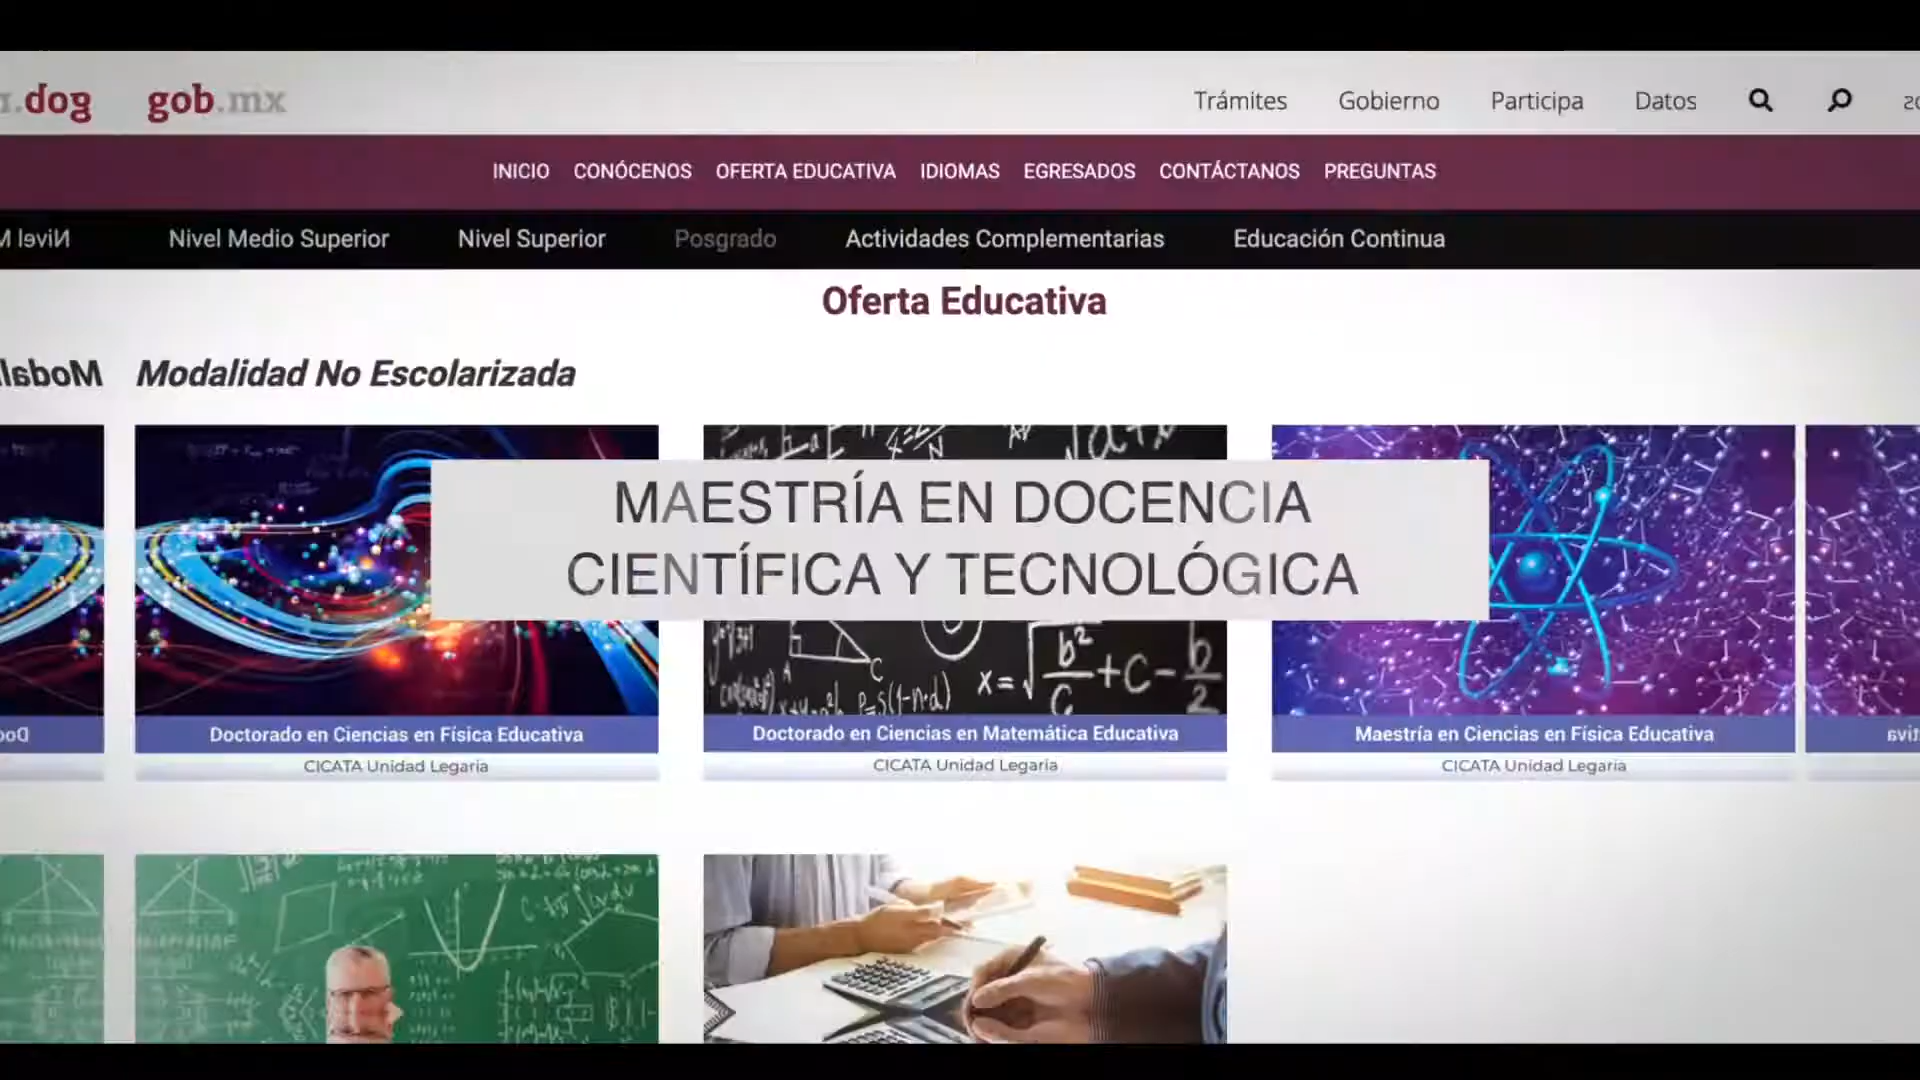 gob.mx
Trámites Gobierno Participa Datos
INICIO CONÓCENOS OFERTA EDUCATIVA IDIOMAS EGRESADOS CONTÁCTANOS PREGUNTAS
Nivel Medio Superior Nivel Superior Posgrado Actividades Complementarias Educación Continua
Oferta Educativa
Modalidad No Escolarizada
MAESTRÍA EN DOCENCIA
CIENTÍFICA Y TECNOLÓGICA
x=√b²/C+C-b/2
Doctorado en Ciencias en Física Educativa
CICATA Unidad Legaria
Doctorado en Ciencias en Matemática Educativa
CICATA Unidad Legaria
Maestría en Ciencias en Física Educativa
CICATA Unidad Legaria